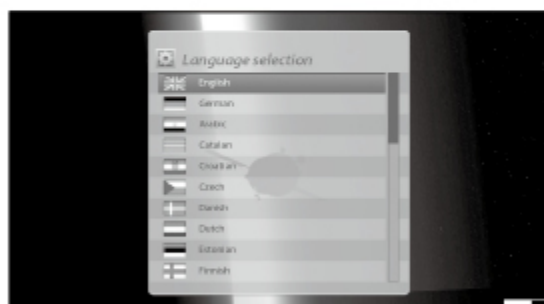 Language selection
English
German
Arabic
Catalan
Croatian
Czech
Danish
Dutch
Estonian
Finnish